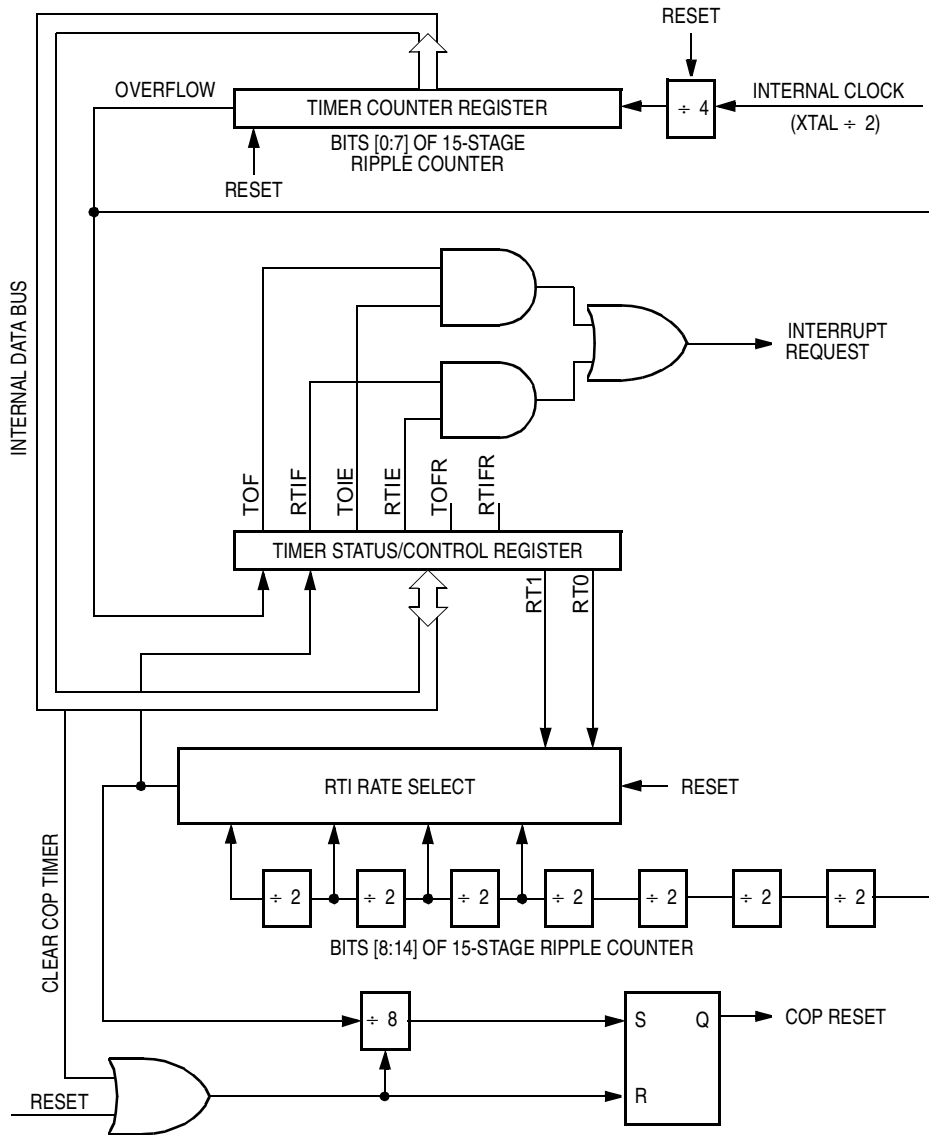 RESET
OVERFLOW
TIMER COUNTER REGISTER
÷ 4
INTERNAL CLOCK
(XTAL ÷ 2)
BITS [0:7] OF 15-STAGE
RIPPLE COUNTER
RESET
INTERNAL DATA BUS
INTERRUPT
REQUEST
TOF
RTIF
TOIE
RTIE
TOFR
RTIFR
TIMER STATUS/CONTROL REGISTER
RT1
RT0
RTI RATE SELECT
RESET
÷ 2
÷ 2
÷ 2
÷ 2
÷ 2
÷ 2
÷ 2
BITS [8:14] OF 15-STAGE RIPPLE COUNTER
CLEAR COP TIMER
÷ 8
S
Q
COP RESET
R
RESET